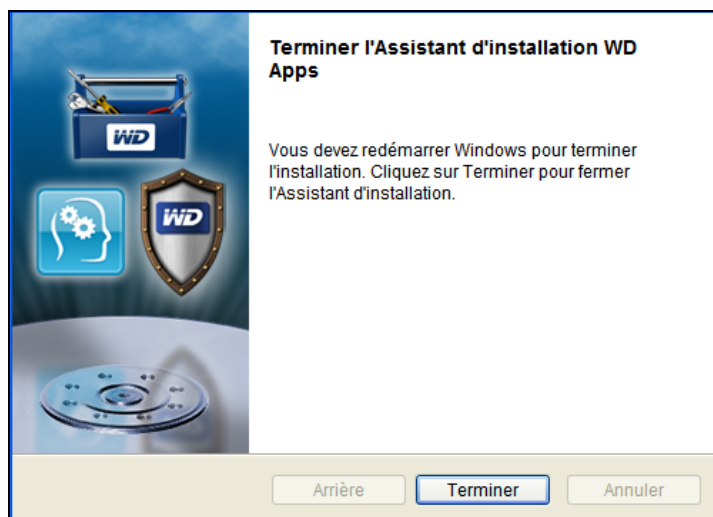 Terminer l'Assistant d'installation WD
Apps
Vous devez redémarrer Windows pour terminer
l'installation. Cliquez sur Terminer pour fermer
l'Assistant d'installation.
WD
WD
Arrière
Terminer
Annuler